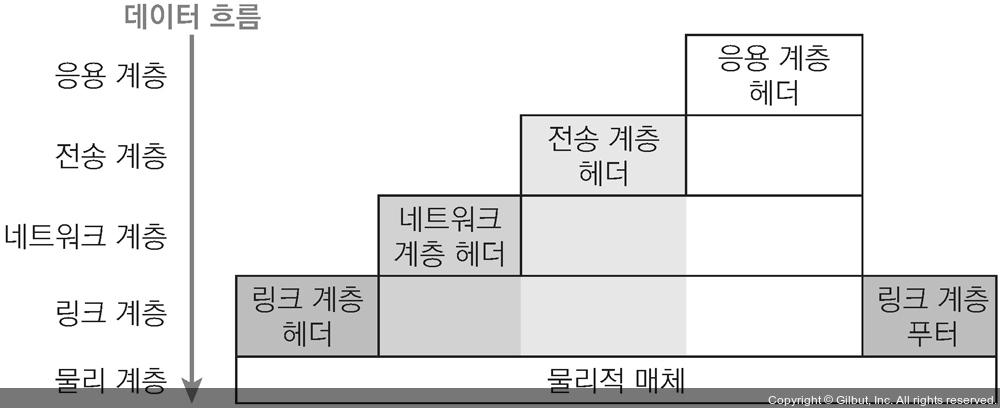 데이터 흐름
응용 계층
응용 계층
헤더
전송 계층
전송 계층
헤더
네트워크 계층
네트워크
계층 헤더
링크 계층
링크 계층
헤더
링크 계층
푸터
물리 계층
물리적 매체
Copyright © Gilbut, Inc. All rights reserved.